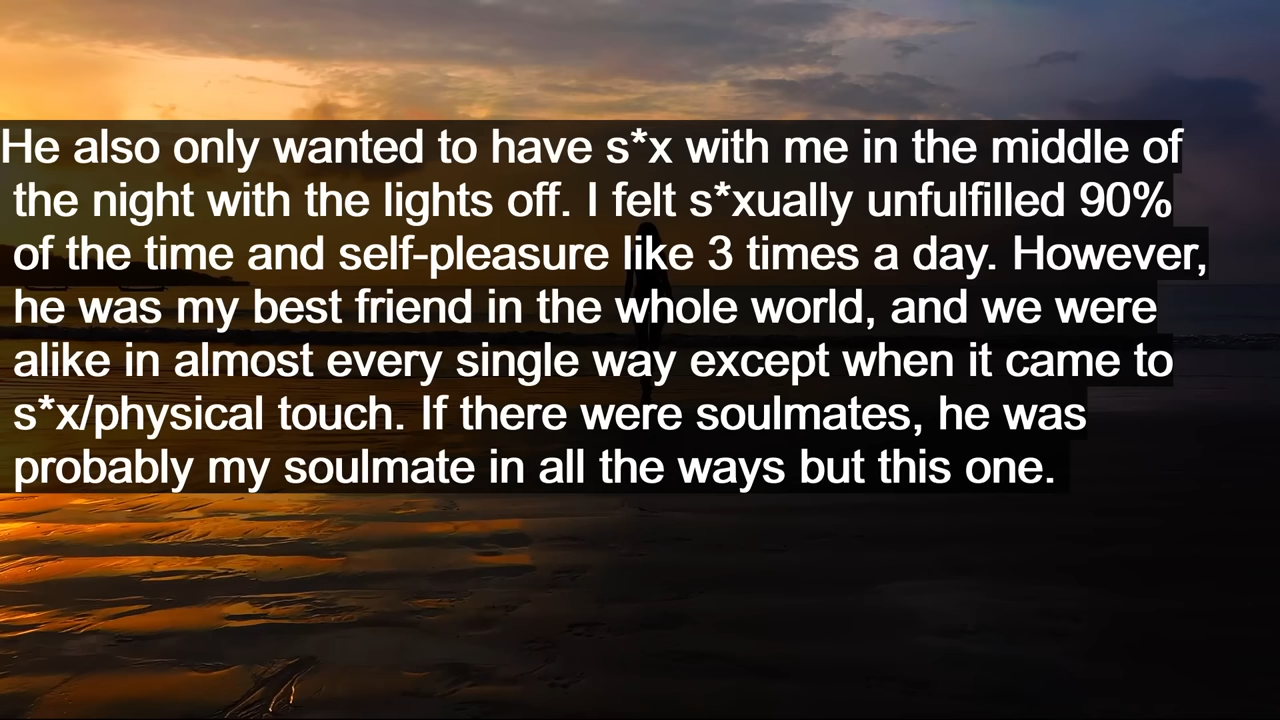 He also only wanted to have s*x with me in the middle of
the night with the lights off. I felt s*xually unfulfilled 90%
of the time and self-pleasure like 3 times a day. However,
he was my best friend in the whole world, and we were
alike in almost every single way except when it came to
s*x/physical touch. If there were soulmates, he was
probably my soulmate in all the ways but this one.